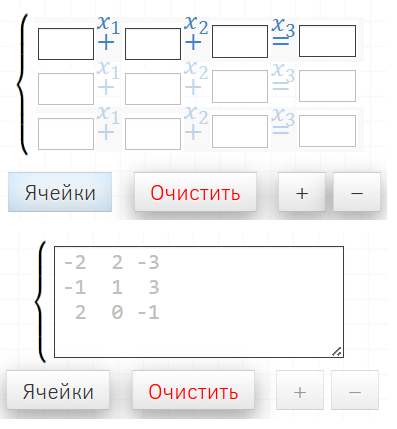 x₁ + x₂ + x₃ =
x₁ + x₂ + x₃ =
x₁ + x₂ + x₃ =
Ячейки Очистить + −
-2 2 -3
-1 1 3
2 0 -1
Ячейки Очистить + −